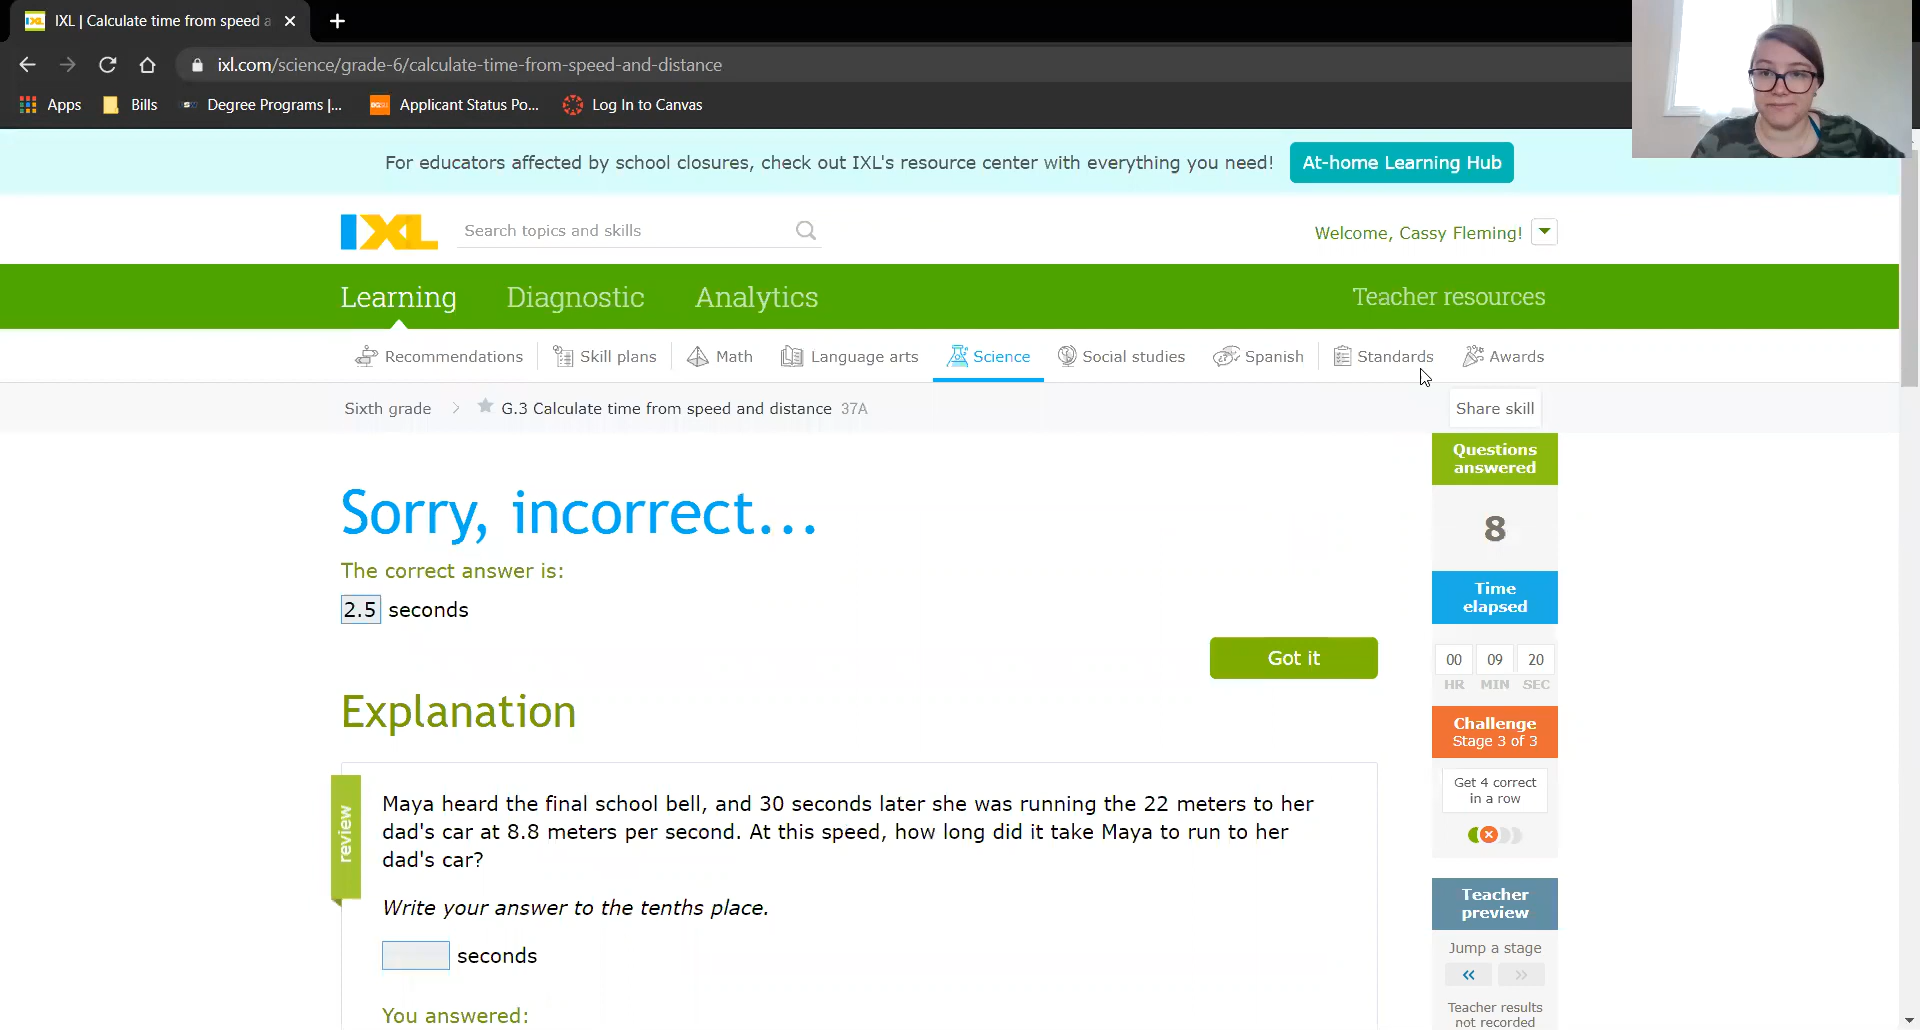 IXL | Calculate time from speed a
ixl.com/science/grade-6/calculate-time-from-speed-and-distance
Apps Bills Degree Programs |... Applicant Status Po... Log In to Canvas
For educators affected by school closures, check out IXL's resource center with everything you need! At-home Learning Hub
IXL Search topics and skills Welcome, Cassy Fleming!
Learning Diagnostic Analytics Teacher resources
Recommendations Skill plans Math Language arts Science Social studies Spanish Standards Awards
Sixth grade > G.3 Calculate time from speed and distance 37A Share skill
Sorry, incorrect...
The correct answer is:
2.5 seconds
Got it
Explanation
review
Maya heard the final school bell, and 30 seconds later she was running the 22 meters to her
dad's car at 8.8 meters per second. At this speed, how long did it take Maya to run to her
dad's car?
Write your answer to the tenths place.
seconds
You answered:
Questions
answered
8
Time
elapsed
00 09 20
HR MIN SEC
Challenge
Stage 3 of 3
Get 4 correct
in a row
Teacher
preview
Jump a stage
Teacher results
not recorded